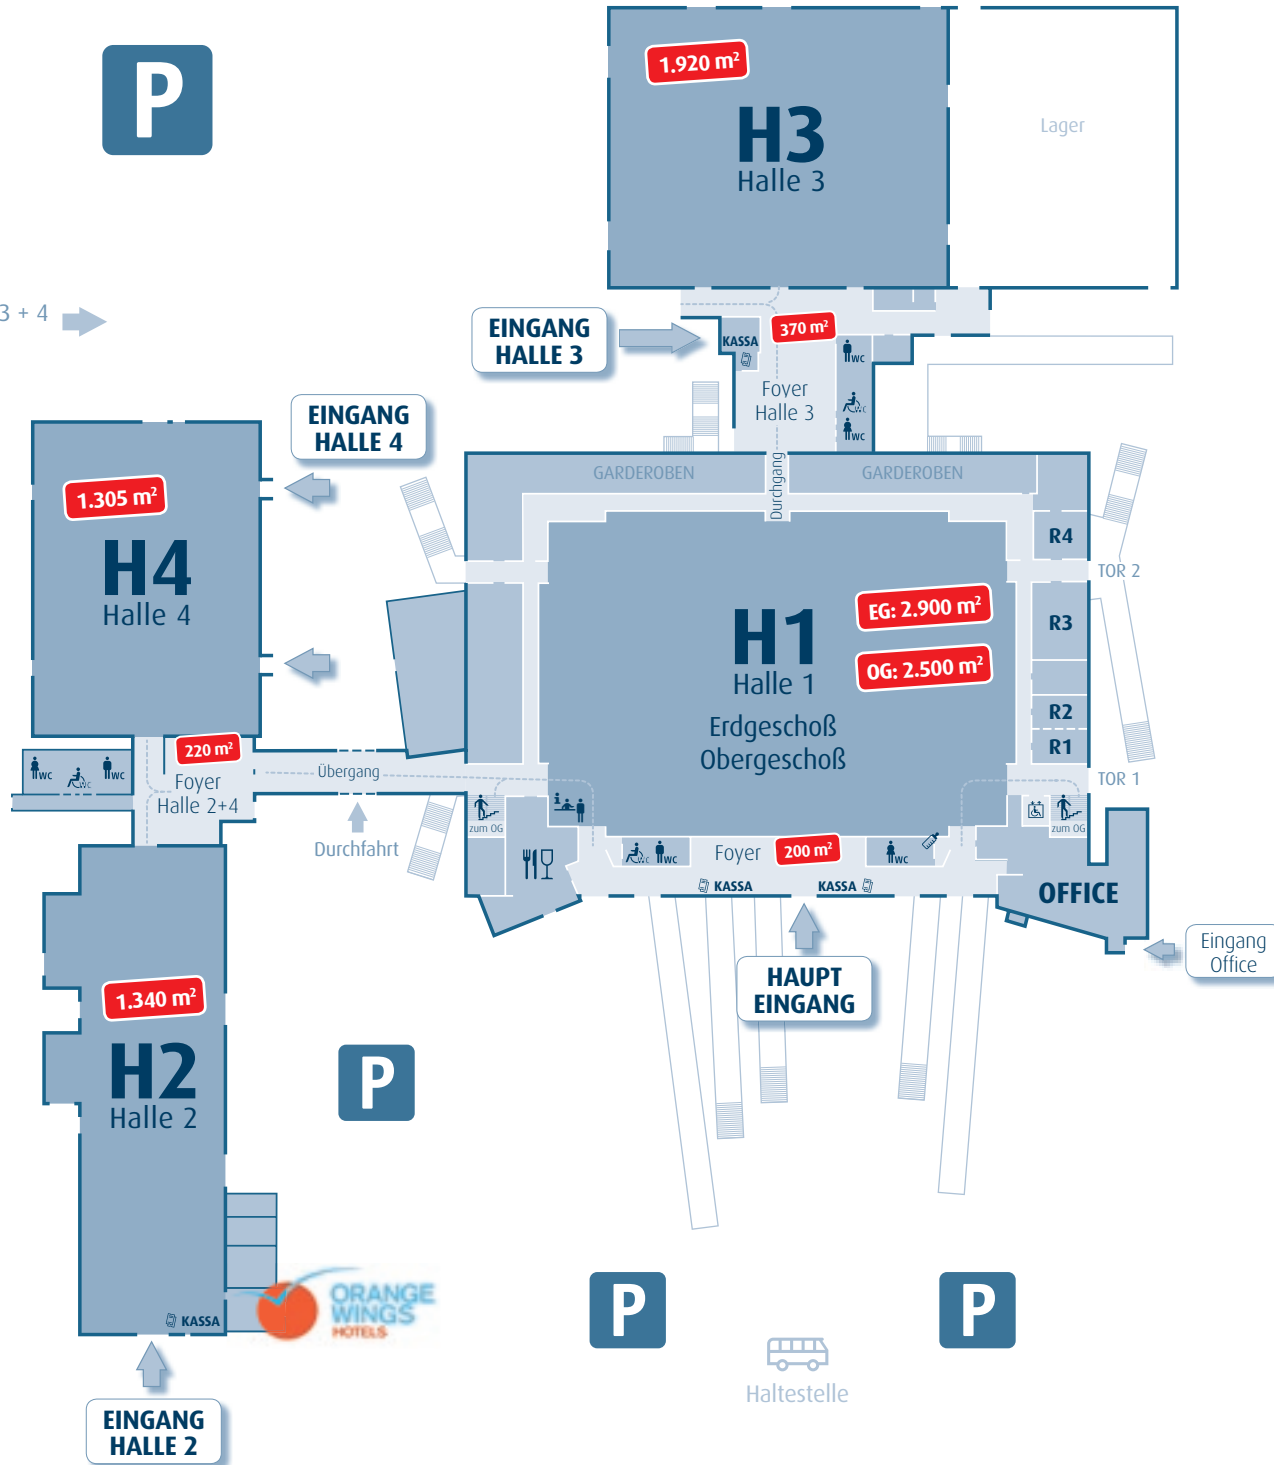 P
1.920 m²
H3
Halle 3
Lager
3 + 4
EINGANG
HALLE 3
KASSA
370 m²
WC
Foyer
Halle 3
WC
WC
EINGANG
HALLE 4
1.305 m²
H4
Halle 4
GARDEROBEN
Durchgang
GARDEROBEN
R4
TOR 2
R3
R2
R1
TOR 1
H1
Halle 1
Erdgeschoß
Obergeschoß
EG: 2.900 m²
OG: 2.500 m²
220 m²
WC
WC
WC
Foyer
Halle 2+4
Übergang
Durchfahrt
zum OG
i
WC
WC
Foyer
200 m²
WC
zum OG
KASSA
KASSA
OFFICE
Eingang
Office
HAUPT
EINGANG
1.340 m²
H2
Halle 2
P
KASSA
ORANGE
WINGS
HOTELS
P
P
Haltestelle
EINGANG
HALLE 2